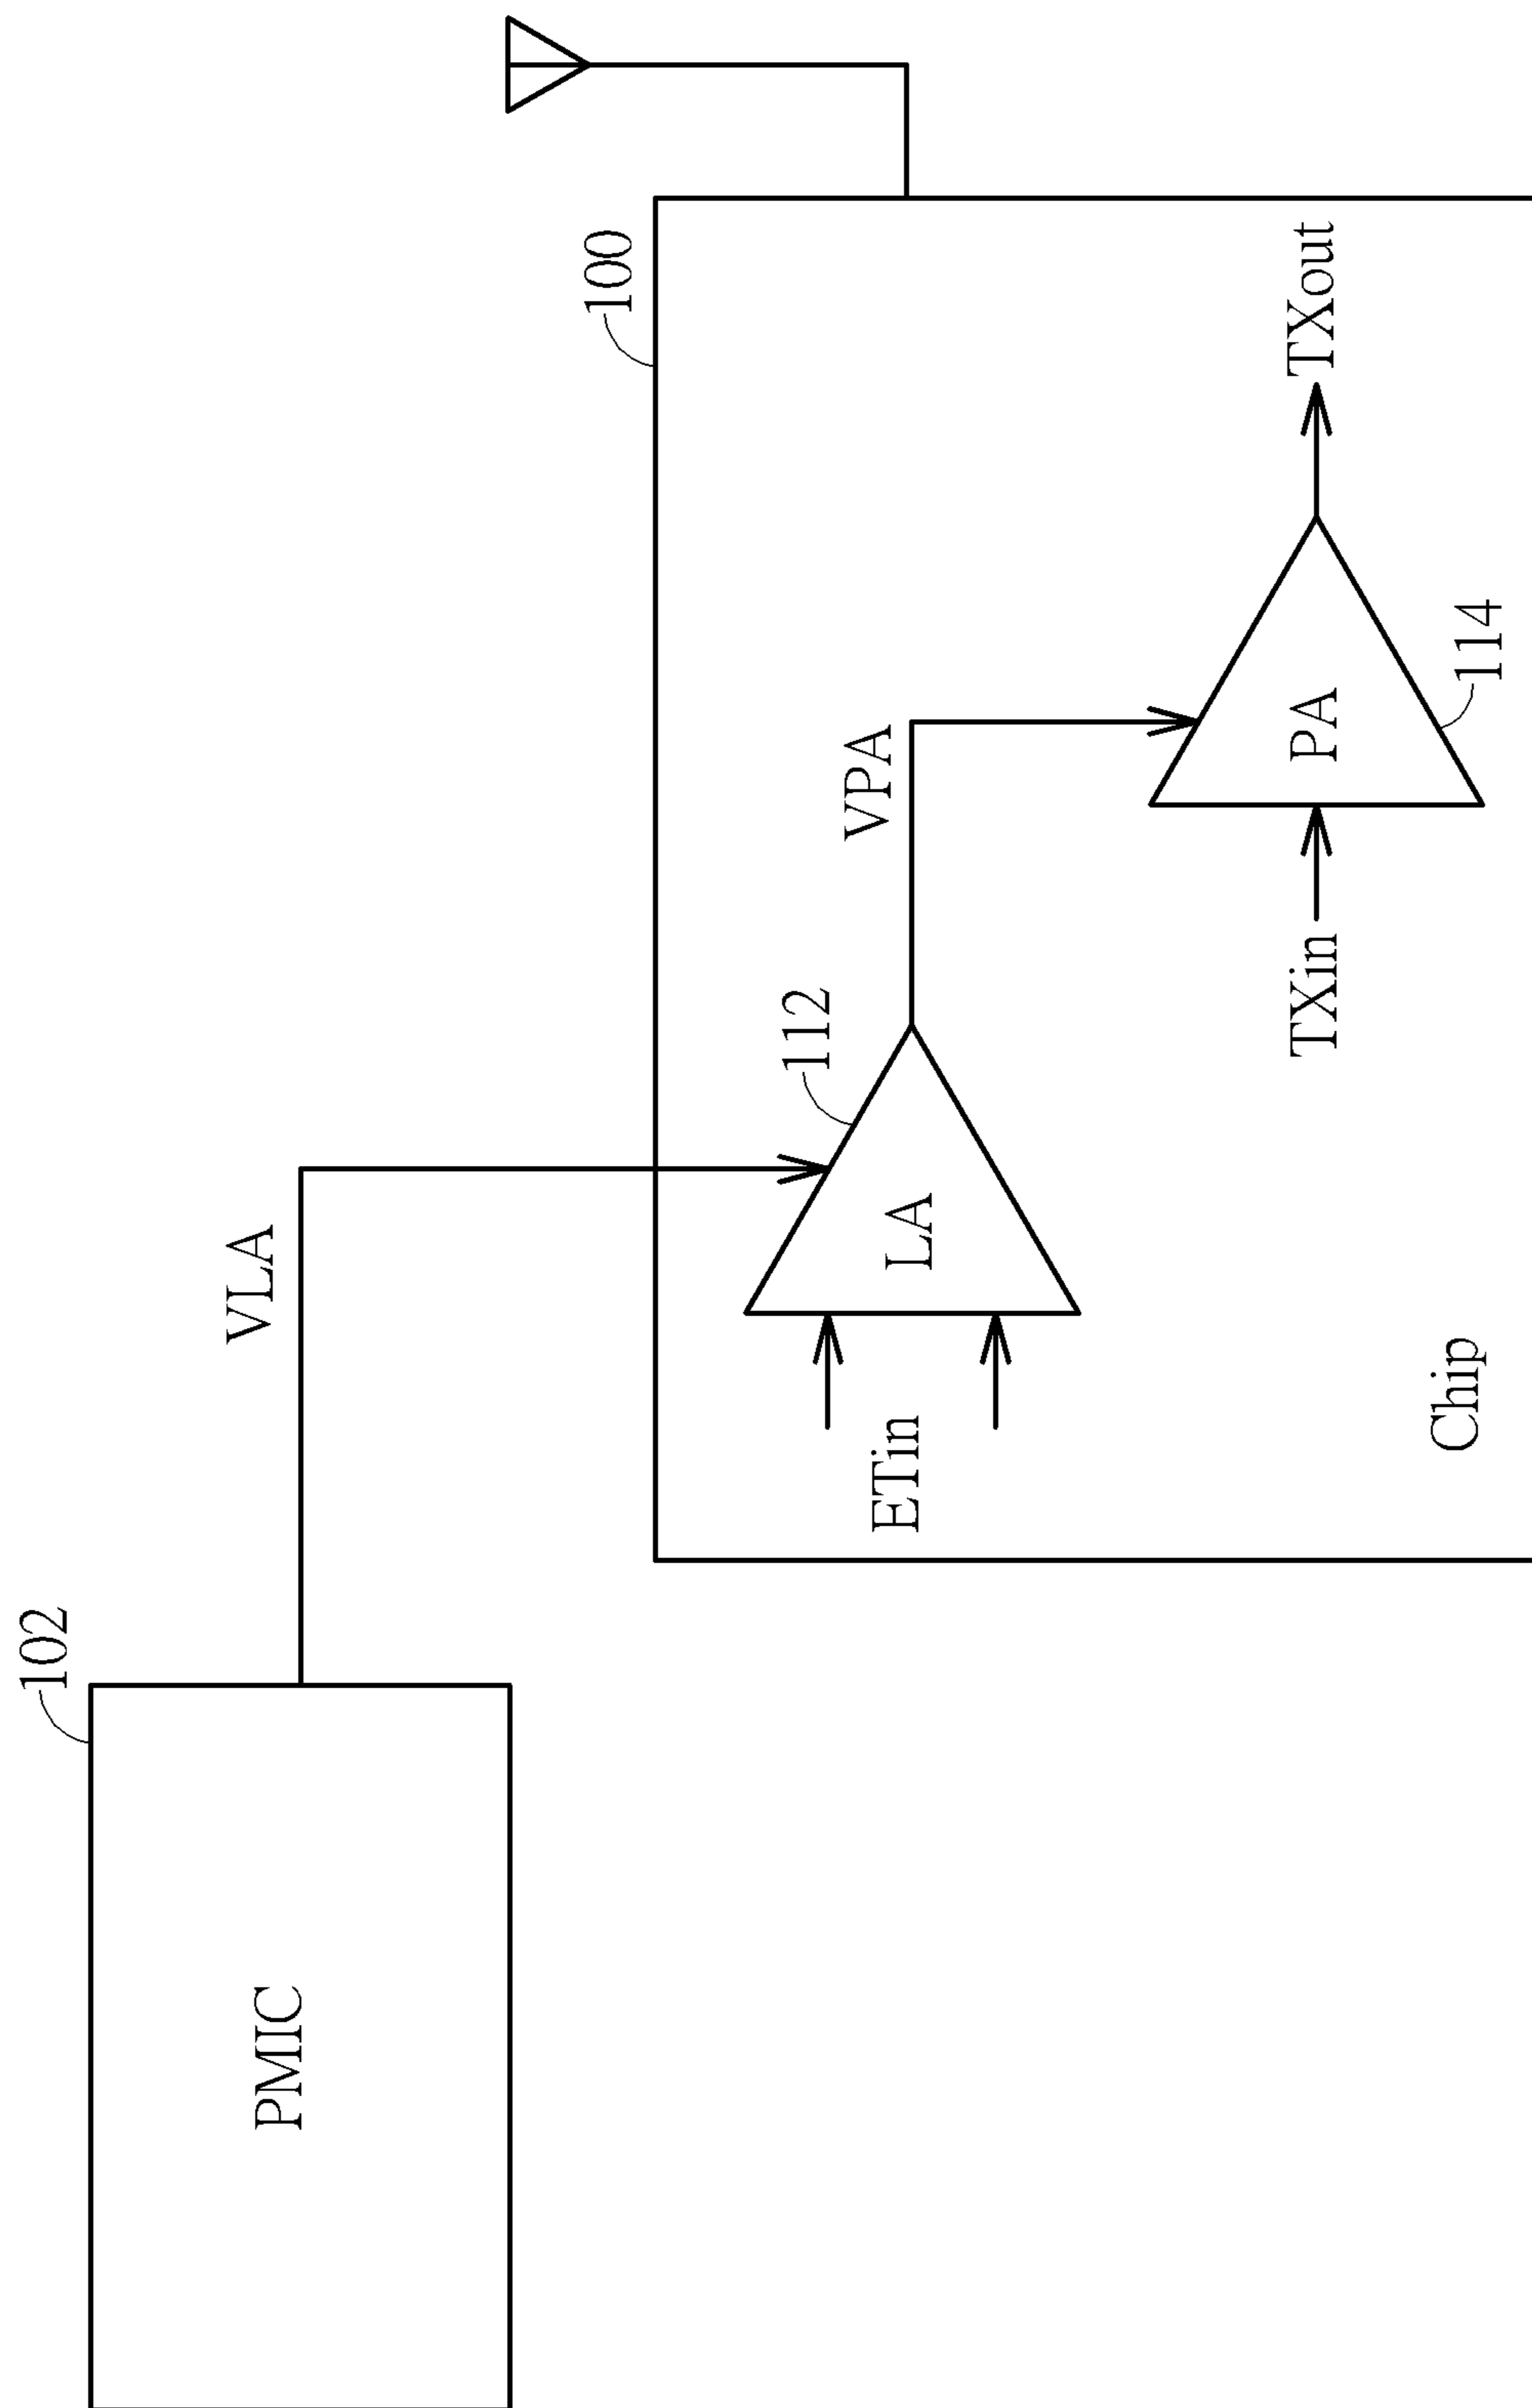 102
PMIC
VLA
100
112
VPA
LA
ETin
TXin
PA
TXout
114
Chip